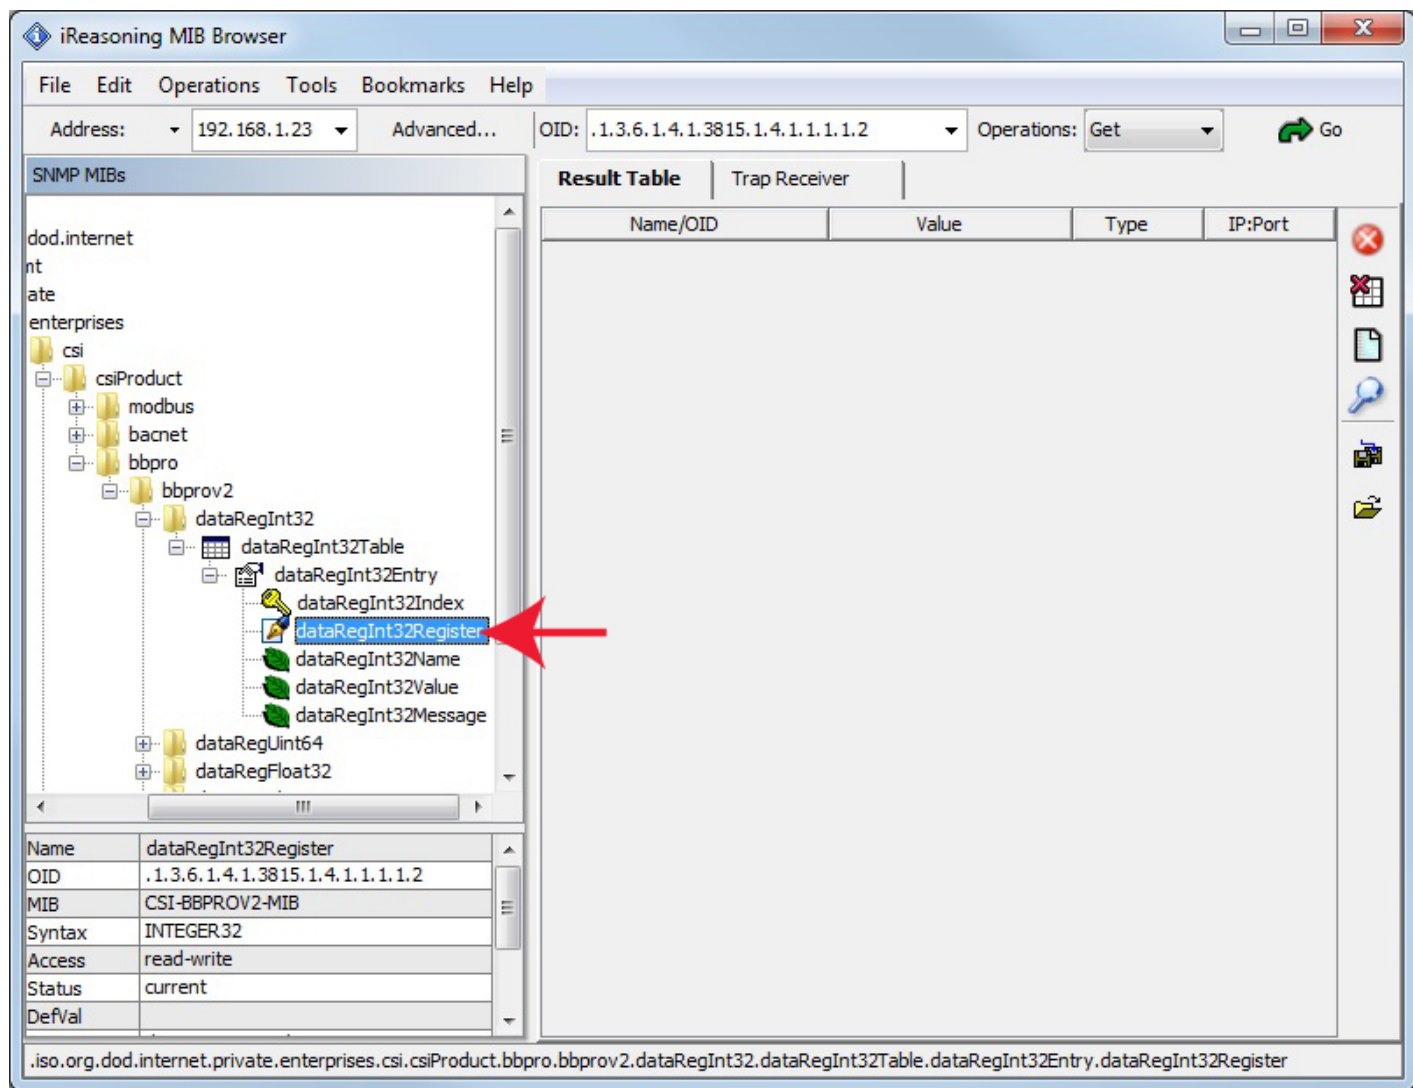 iReasoning MIB Browser
File Edit Operations Tools Bookmarks Help
Address: 192.168.1.23 Advanced... OID: .1.3.6.1.4.1.3815.1.4.1.1.1.1.2 Operations: Get Go
SNMP MIBs
Result Table Trap Receiver
Name/OID Value Type IP:Port
dod.internet
nt
ate
enterprises
csi
csiProduct
modbus
bacnet
bbpro
bbprov2
dataRegInt32
dataRegInt32Table
dataRegInt32Entry
dataRegInt32Index
dataRegInt32Register
dataRegInt32Name
dataRegInt32Value
dataRegInt32Message
dataRegUint64
dataRegFloat32
Name dataRegInt32Register
OID .1.3.6.1.4.1.3815.1.4.1.1.1.1.2
MIB CSI-BBPROV2-MIB
Syntax INTEGER32
Access read-write
Status current
DefVal
.iso.org.dod.internet.private.enterprises.csi.csiProduct.bbpro.bbprov2.dataRegInt32.dataRegInt32Table.dataRegInt32Entry.dataRegInt32Register